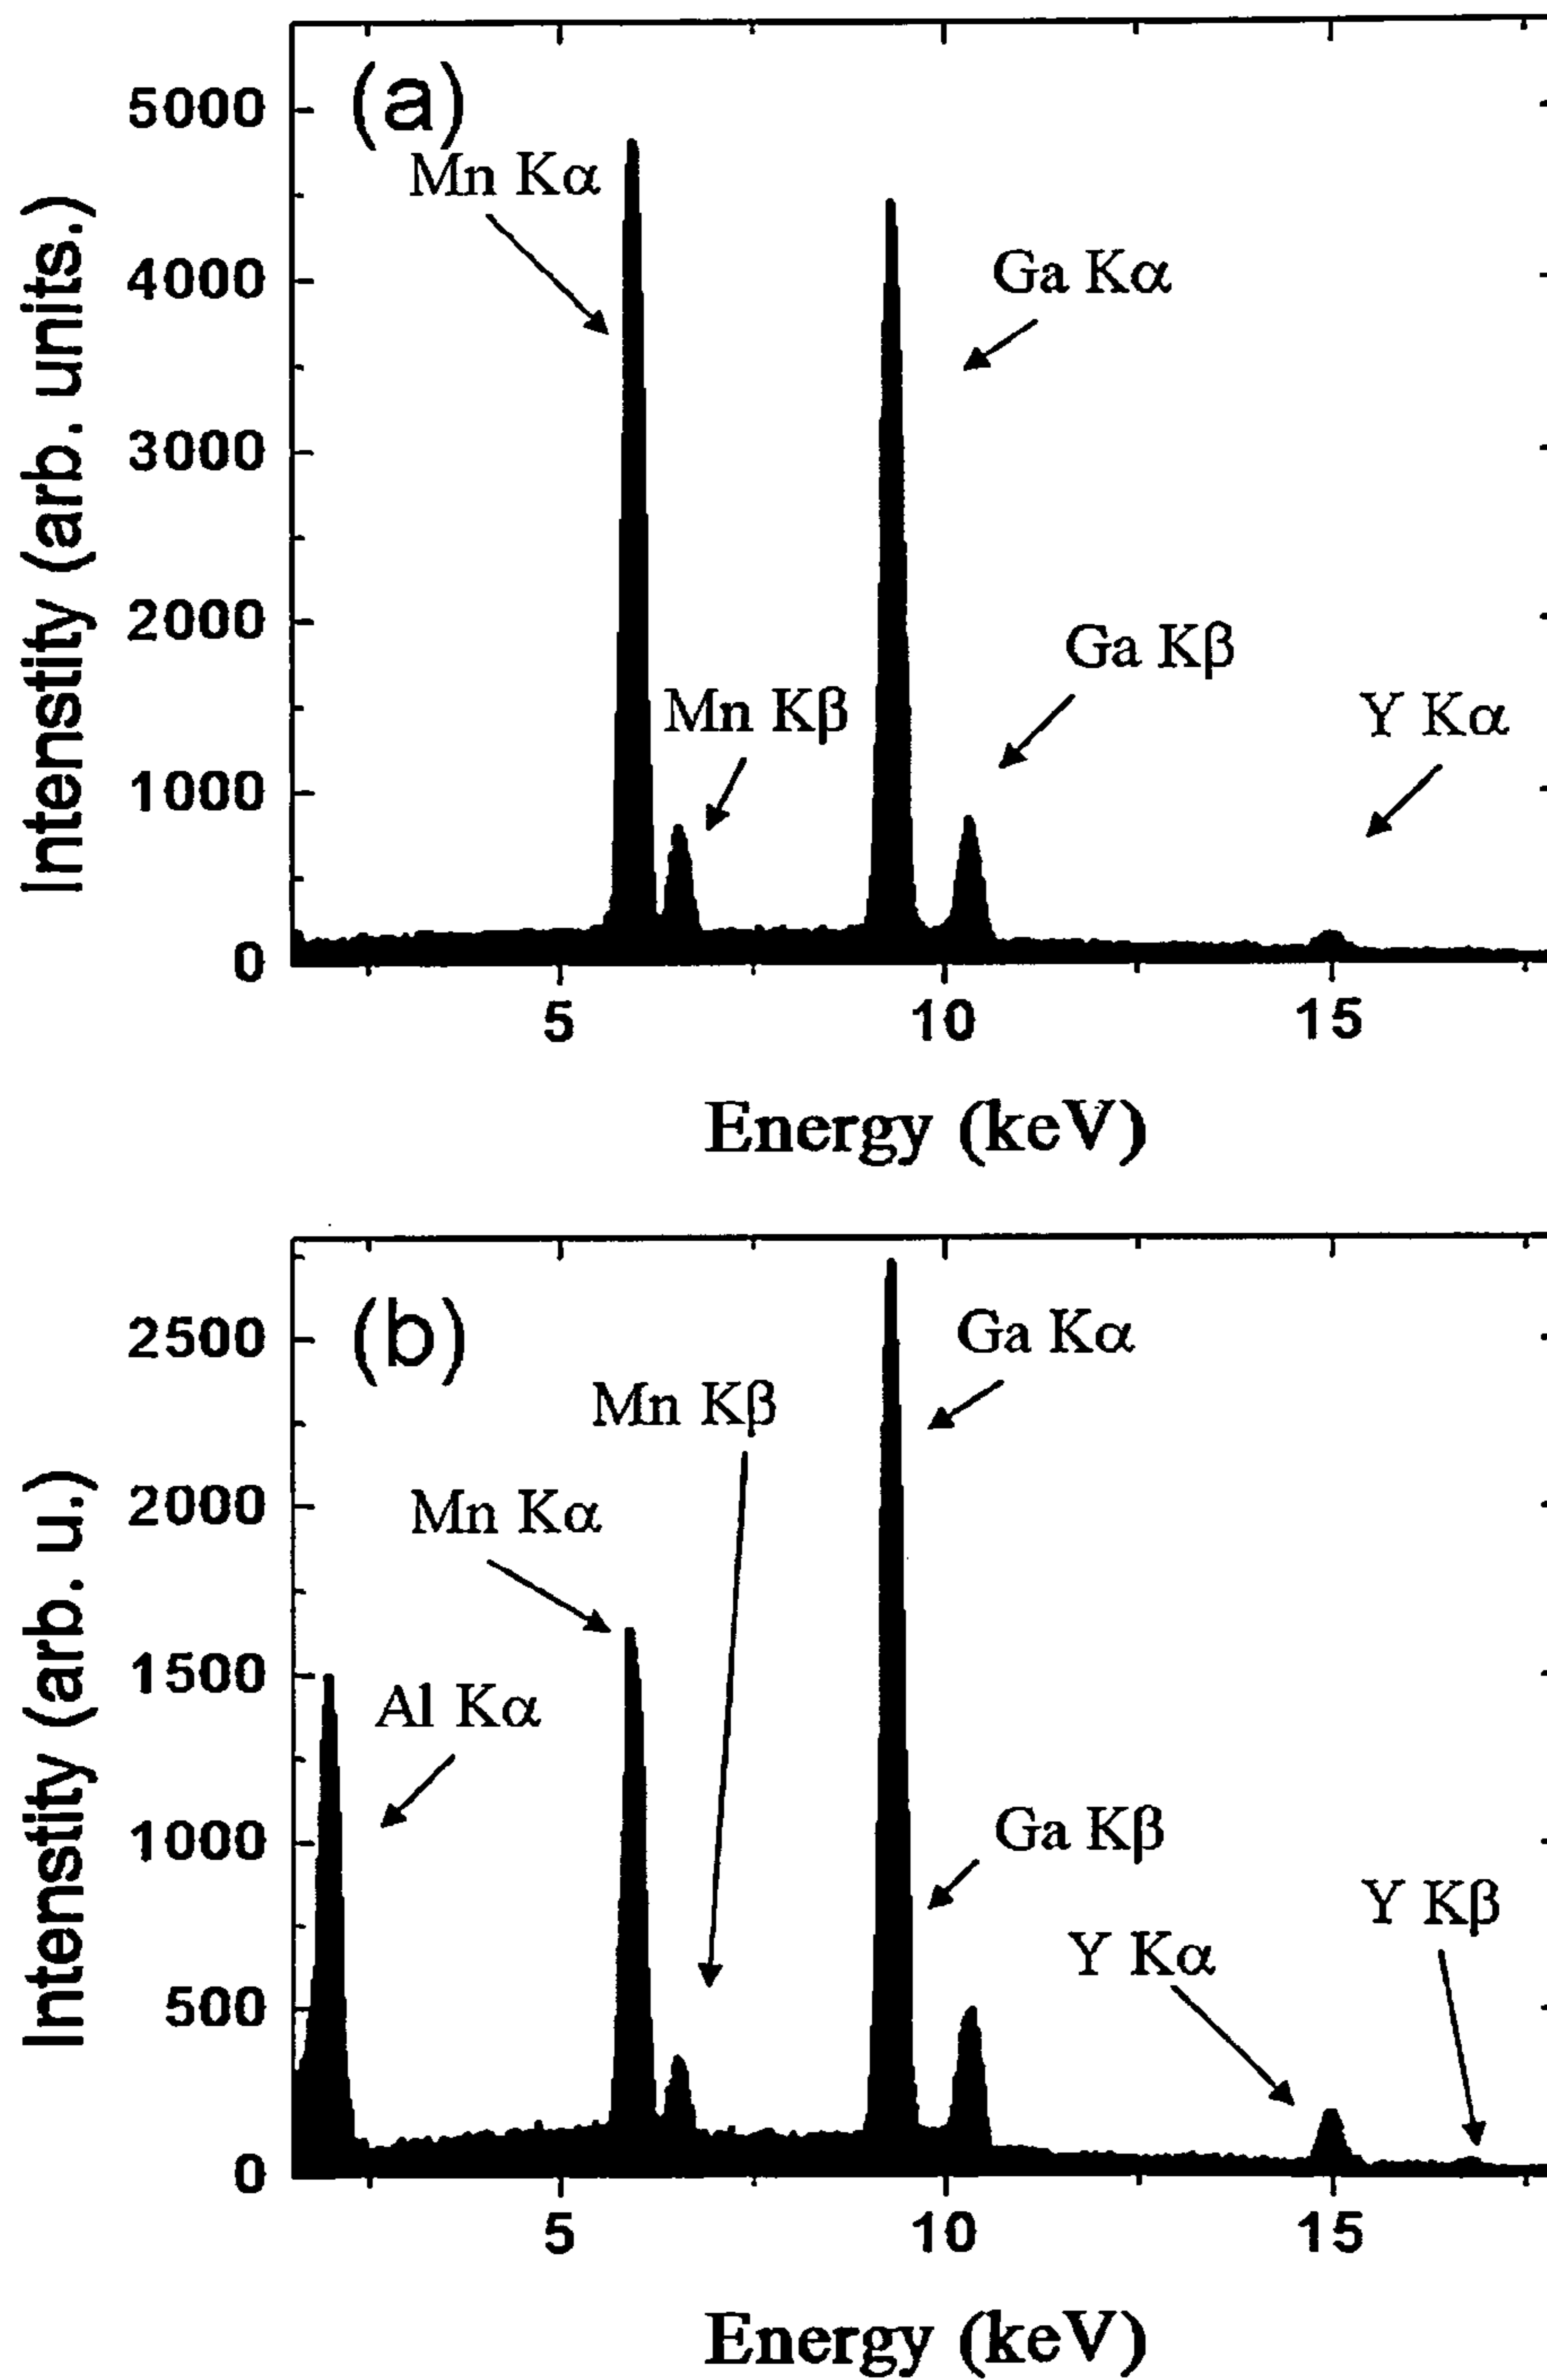 (a)
5000
Mn Kα
4000
Ga Kα
3000
2000
Ga Kβ
Mn Kβ
Y Kα
1000
0
Intenstity (arb. units.)
5 10 15
Energy (keV)
(b)
2500
Ga Kα
Mn Kβ
2000
Mn Kα
1500
Al Kα
1000
Ga Kβ
Y Kβ
Y Kα
500
0
Intenstity (arb. u.)
5 10 15
Energy (keV)